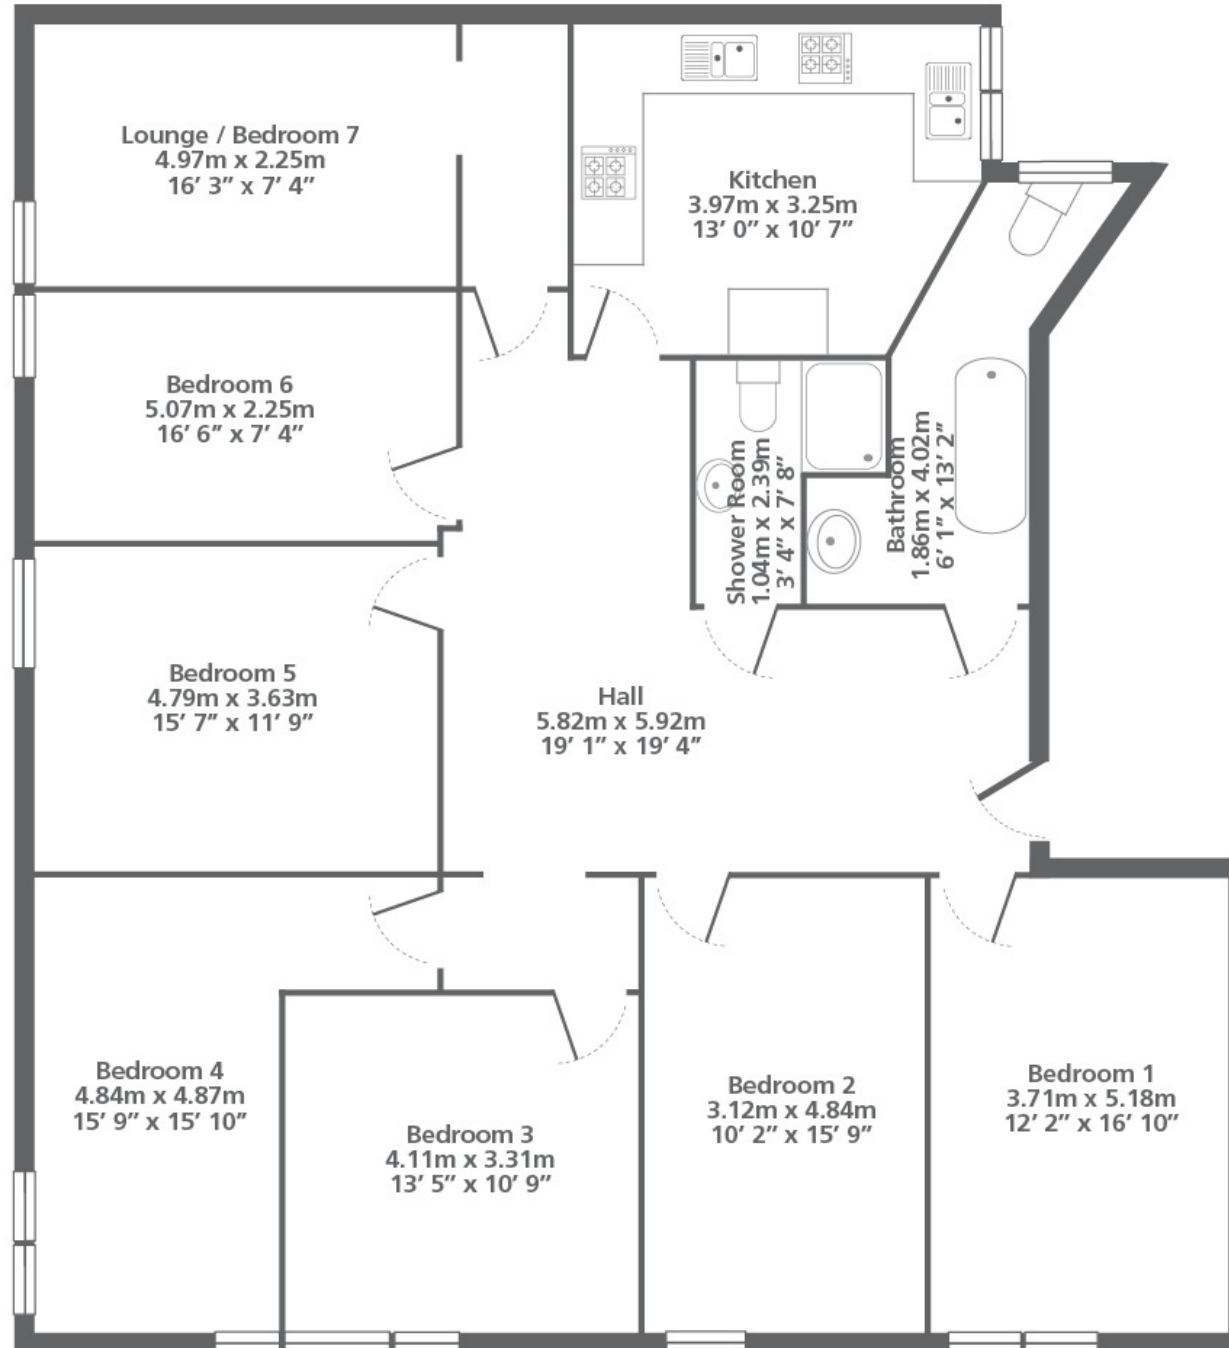 Lounge / Bedroom 7
4.97m x 2.25m
16’ 3” x 7’ 4”
Kitchen
3.97m x 3.25m
13’ 0” x 10’ 7”
Bedroom 6
5.07m x 2.25m
16’ 6” x 7’ 4”
Shower Room
1.04m x 2.39m
3’ 4” x 7’ 8”
Bathroom
1.86m x 4.02m
6’ 1” x 13’ 2”
Bedroom 5
4.79m x 3.63m
15’ 7” x 11’ 9”
Hall
5.82m x 5.92m
19’ 1” x 19’ 4”
Bedroom 4
4.84m x 4.87m
15’ 9” x 15’ 10”
Bedroom 3
4.11m x 3.31m
13’ 5” x 10’ 9”
Bedroom 2
3.12m x 4.84m
10’ 2” x 15’ 9”
Bedroom 1
3.71m x 5.18m
12’ 2” x 16’ 10”